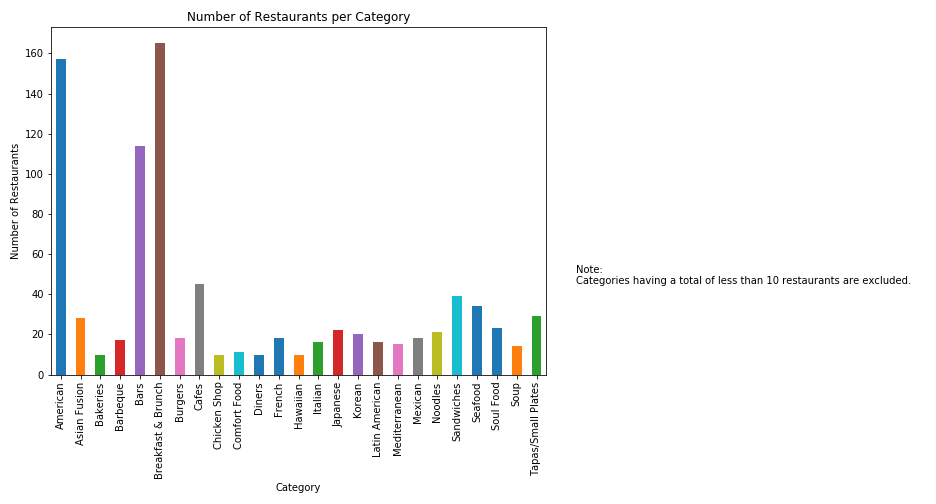 Number of Restaurants per Category
Number of Restaurants
160
140
120
100
80
60
40
20
0
American
Asian Fusion
Bakeries
Barbeque
Bars
Breakfast & Brunch
Burgers
Cafes
Chicken Shop
Comfort Food
Diners
French
Hawaiian
Italian
Japanese
Korean
Latin American
Mediterranean
Mexican
Noodles
Sandwiches
Seafood
Soul Food
Soup
Tapas/Small Plates
Category
Note:
Categories having a total of less than 10 restaurants are excluded.